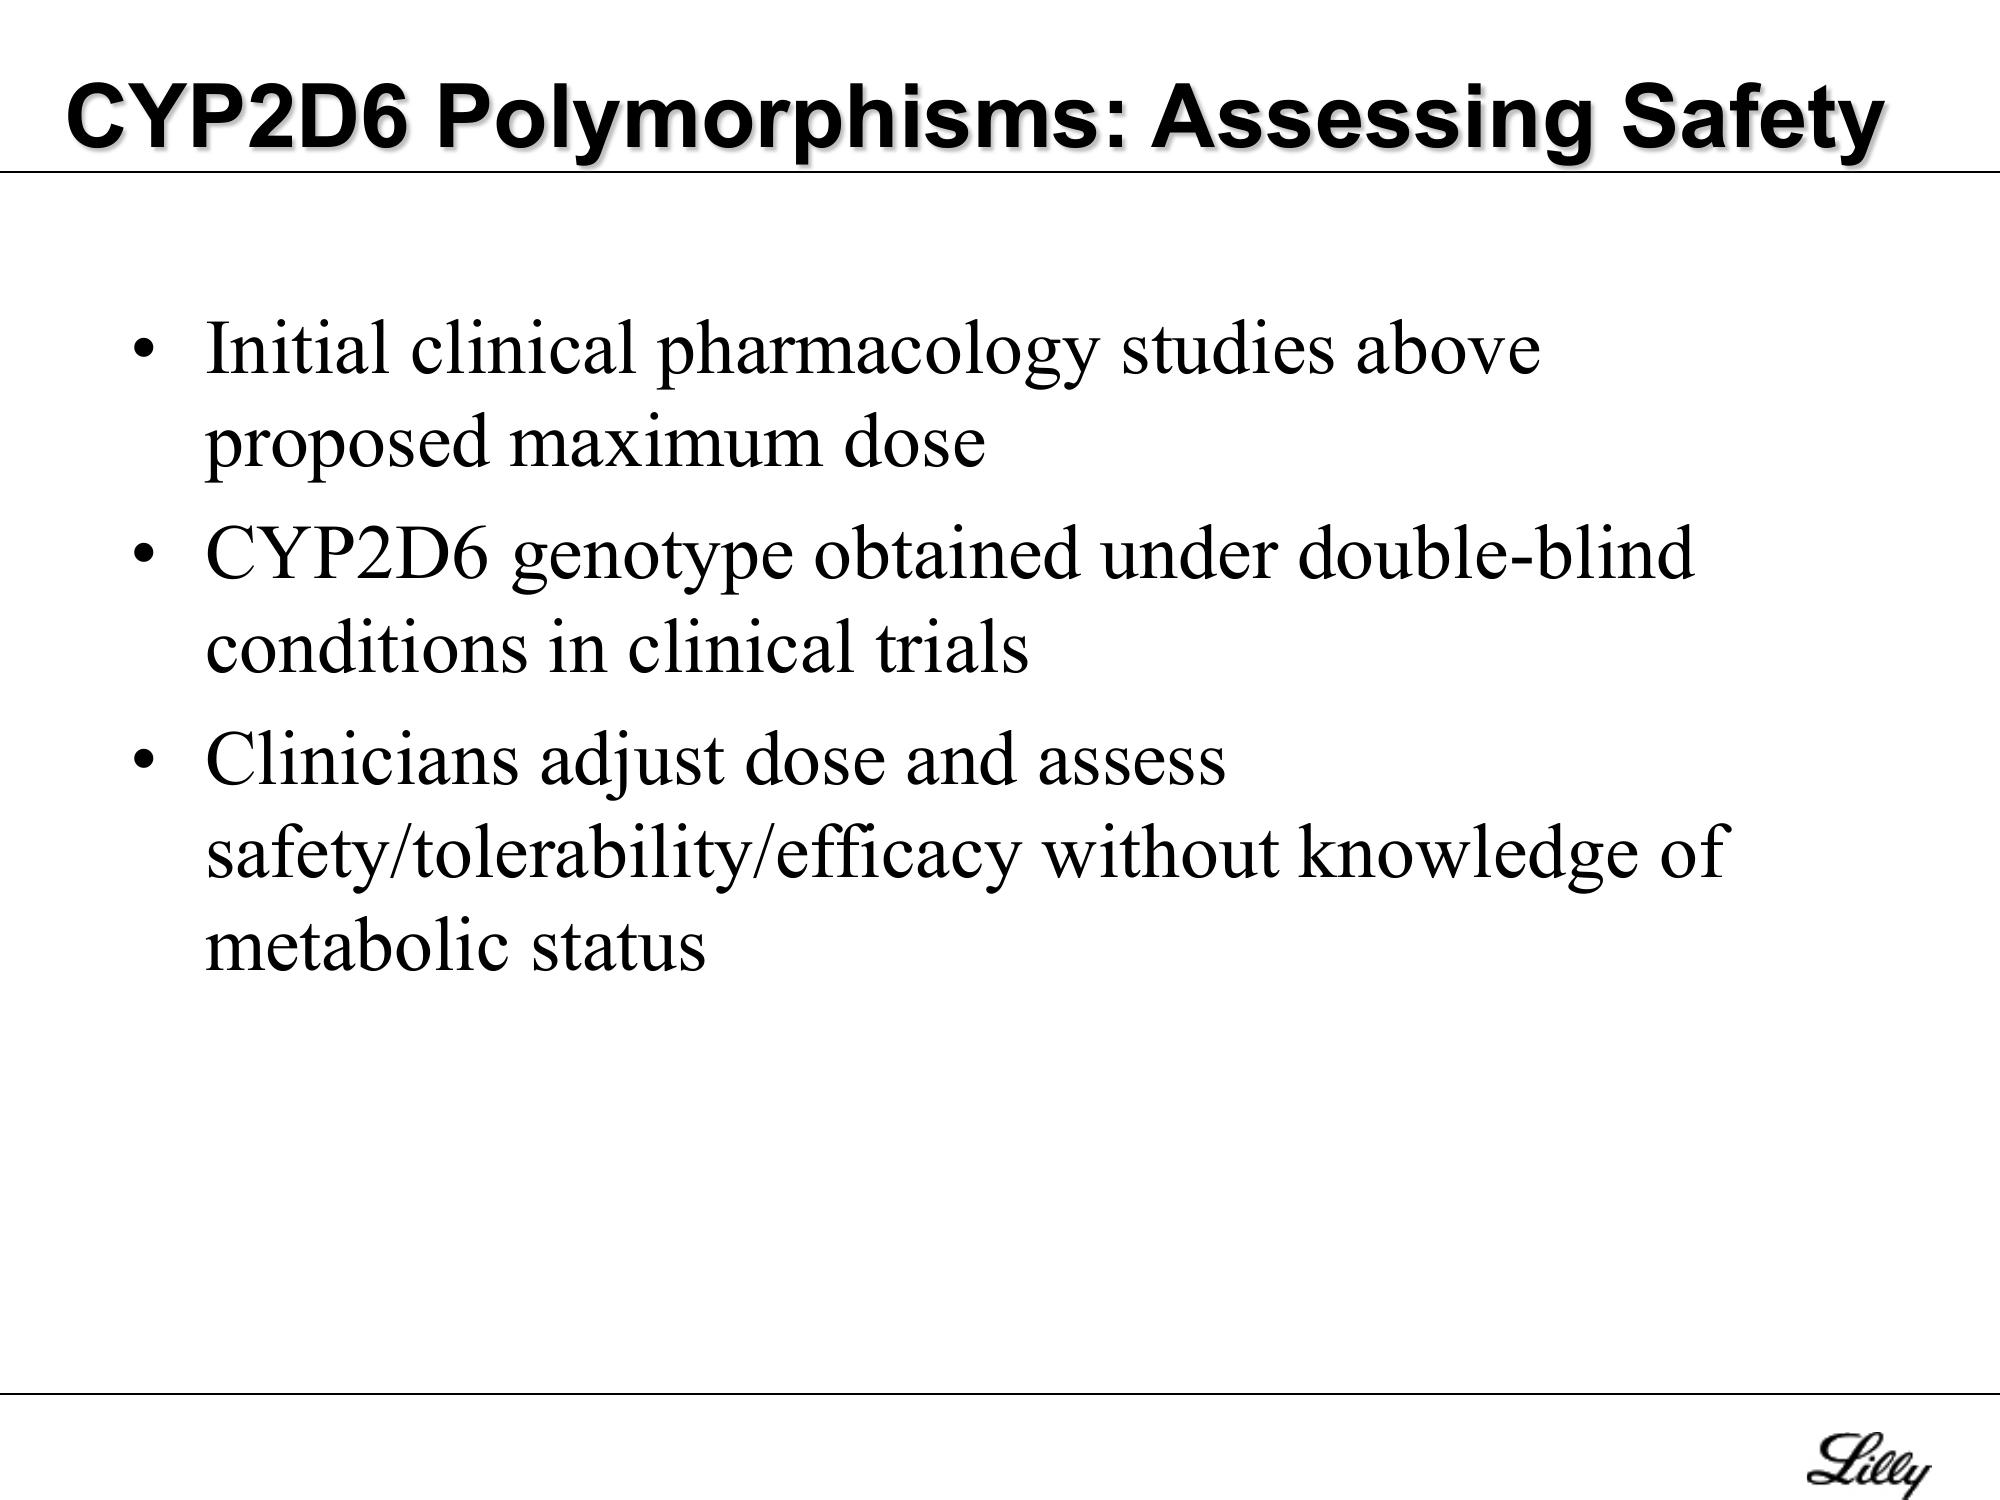 CYP2D6 Polymorphisms: Assessing Safety
• Initial clinical pharmacology studies above
proposed maximum dose
• CYP2D6 genotype obtained under double-blind
conditions in clinical trials
• Clinicians adjust dose and assess
safety/tolerability/efficacy without knowledge of
metabolic status
Lilly